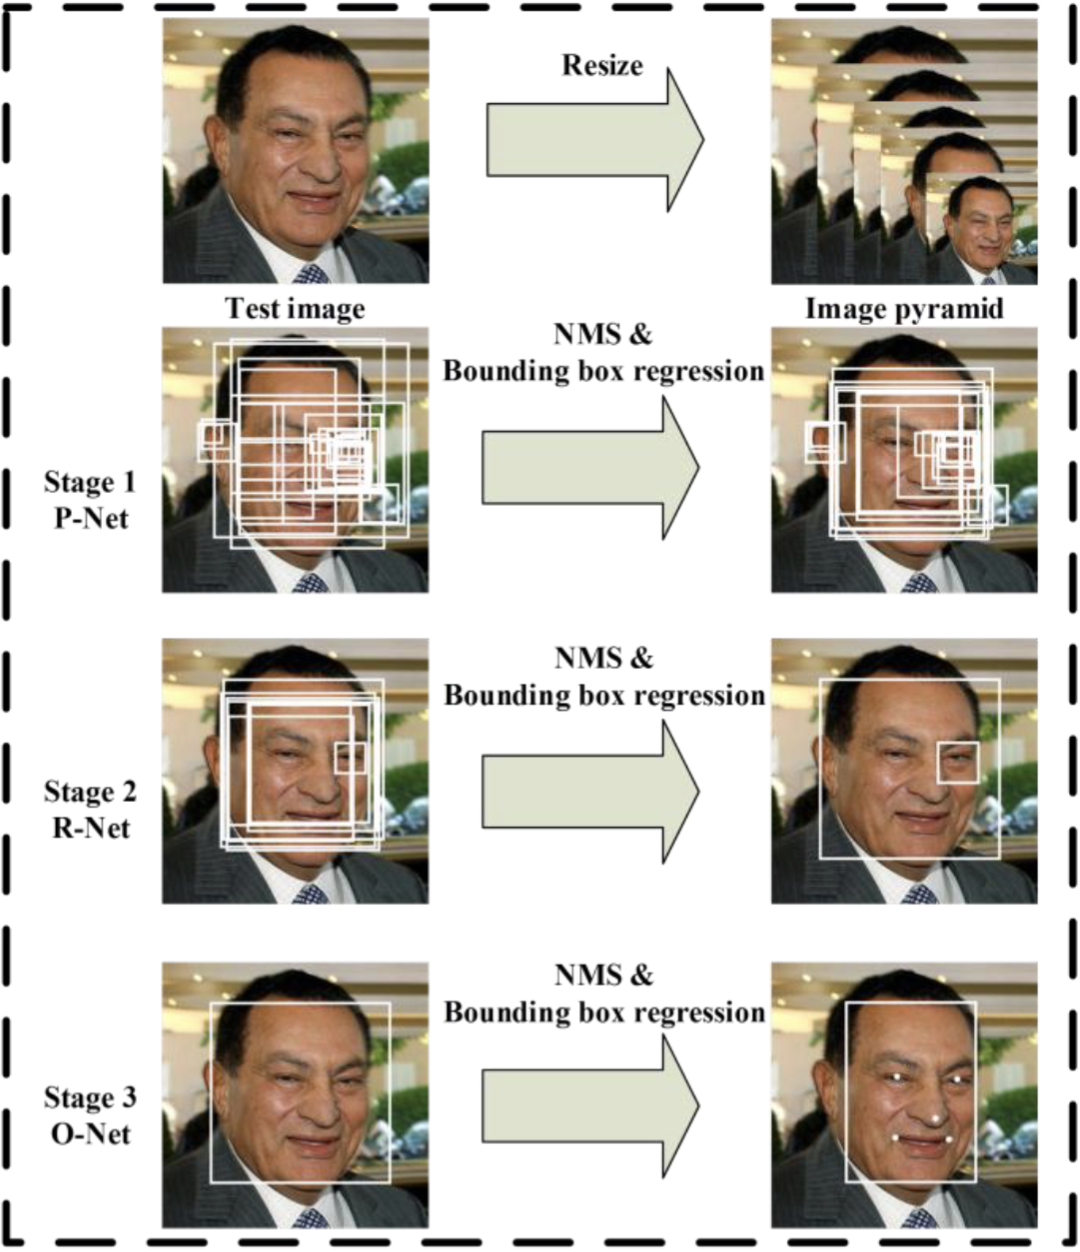 Resize
Test image
Image pyramid
NMS &
Bounding box regression
Stage 1
P-Net
NMS &
Bounding box regression
Stage 2
R-Net
NMS &
Bounding box regression
Stage 3
O-Net